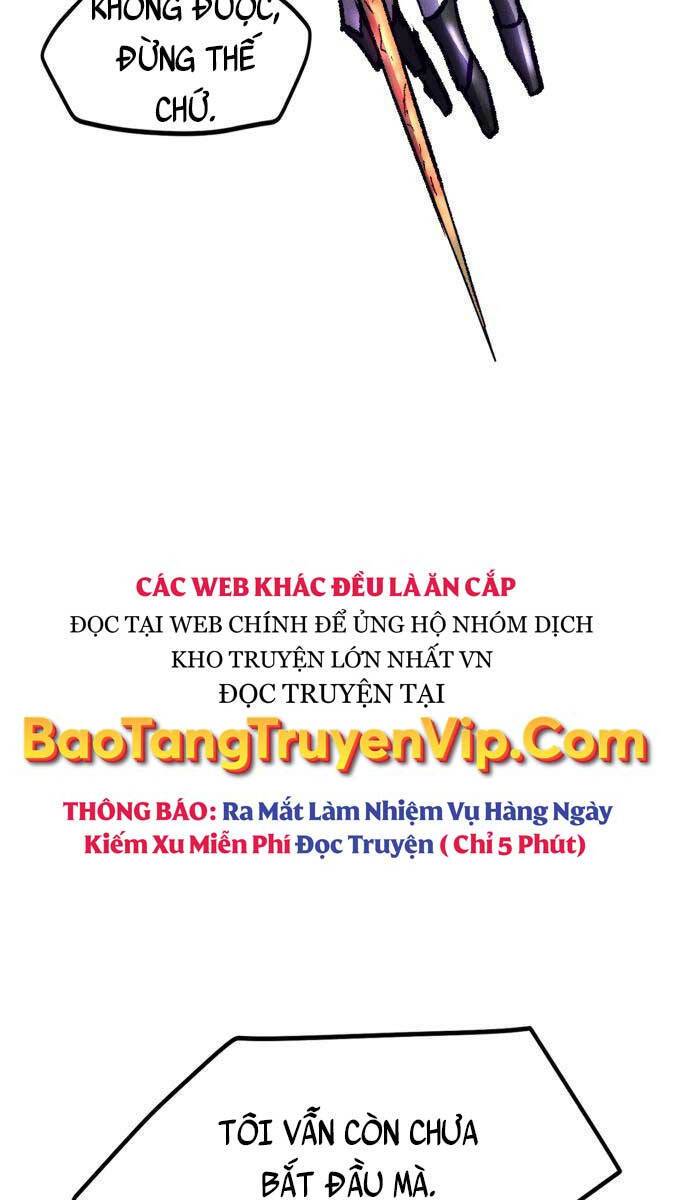 KHÔNG ĐƯỢC,
ĐỪNG THẾ
CHỨ.
CÁC WEB KHÁC ĐỀU LÀ ĂN CẮP
ĐỌC TẠI WEB CHÍNH ĐỂ ỦNG HỘ NHÓM DỊCH
KHO TRUYỆN LỚN NHẤT VN
ĐỌC TRUYỆN TẠI
BaoTangTruyenVip.Com
THÔNG BÁO: Ra Mắt Làm Nhiệm Vụ Hàng Ngày
Kiếm Xu Miễn Phí Đọc Truyện ( Chỉ 5 Phút)
TÔI VẪN CÒN CHƯA
BẮT ĐẦU MÀ.